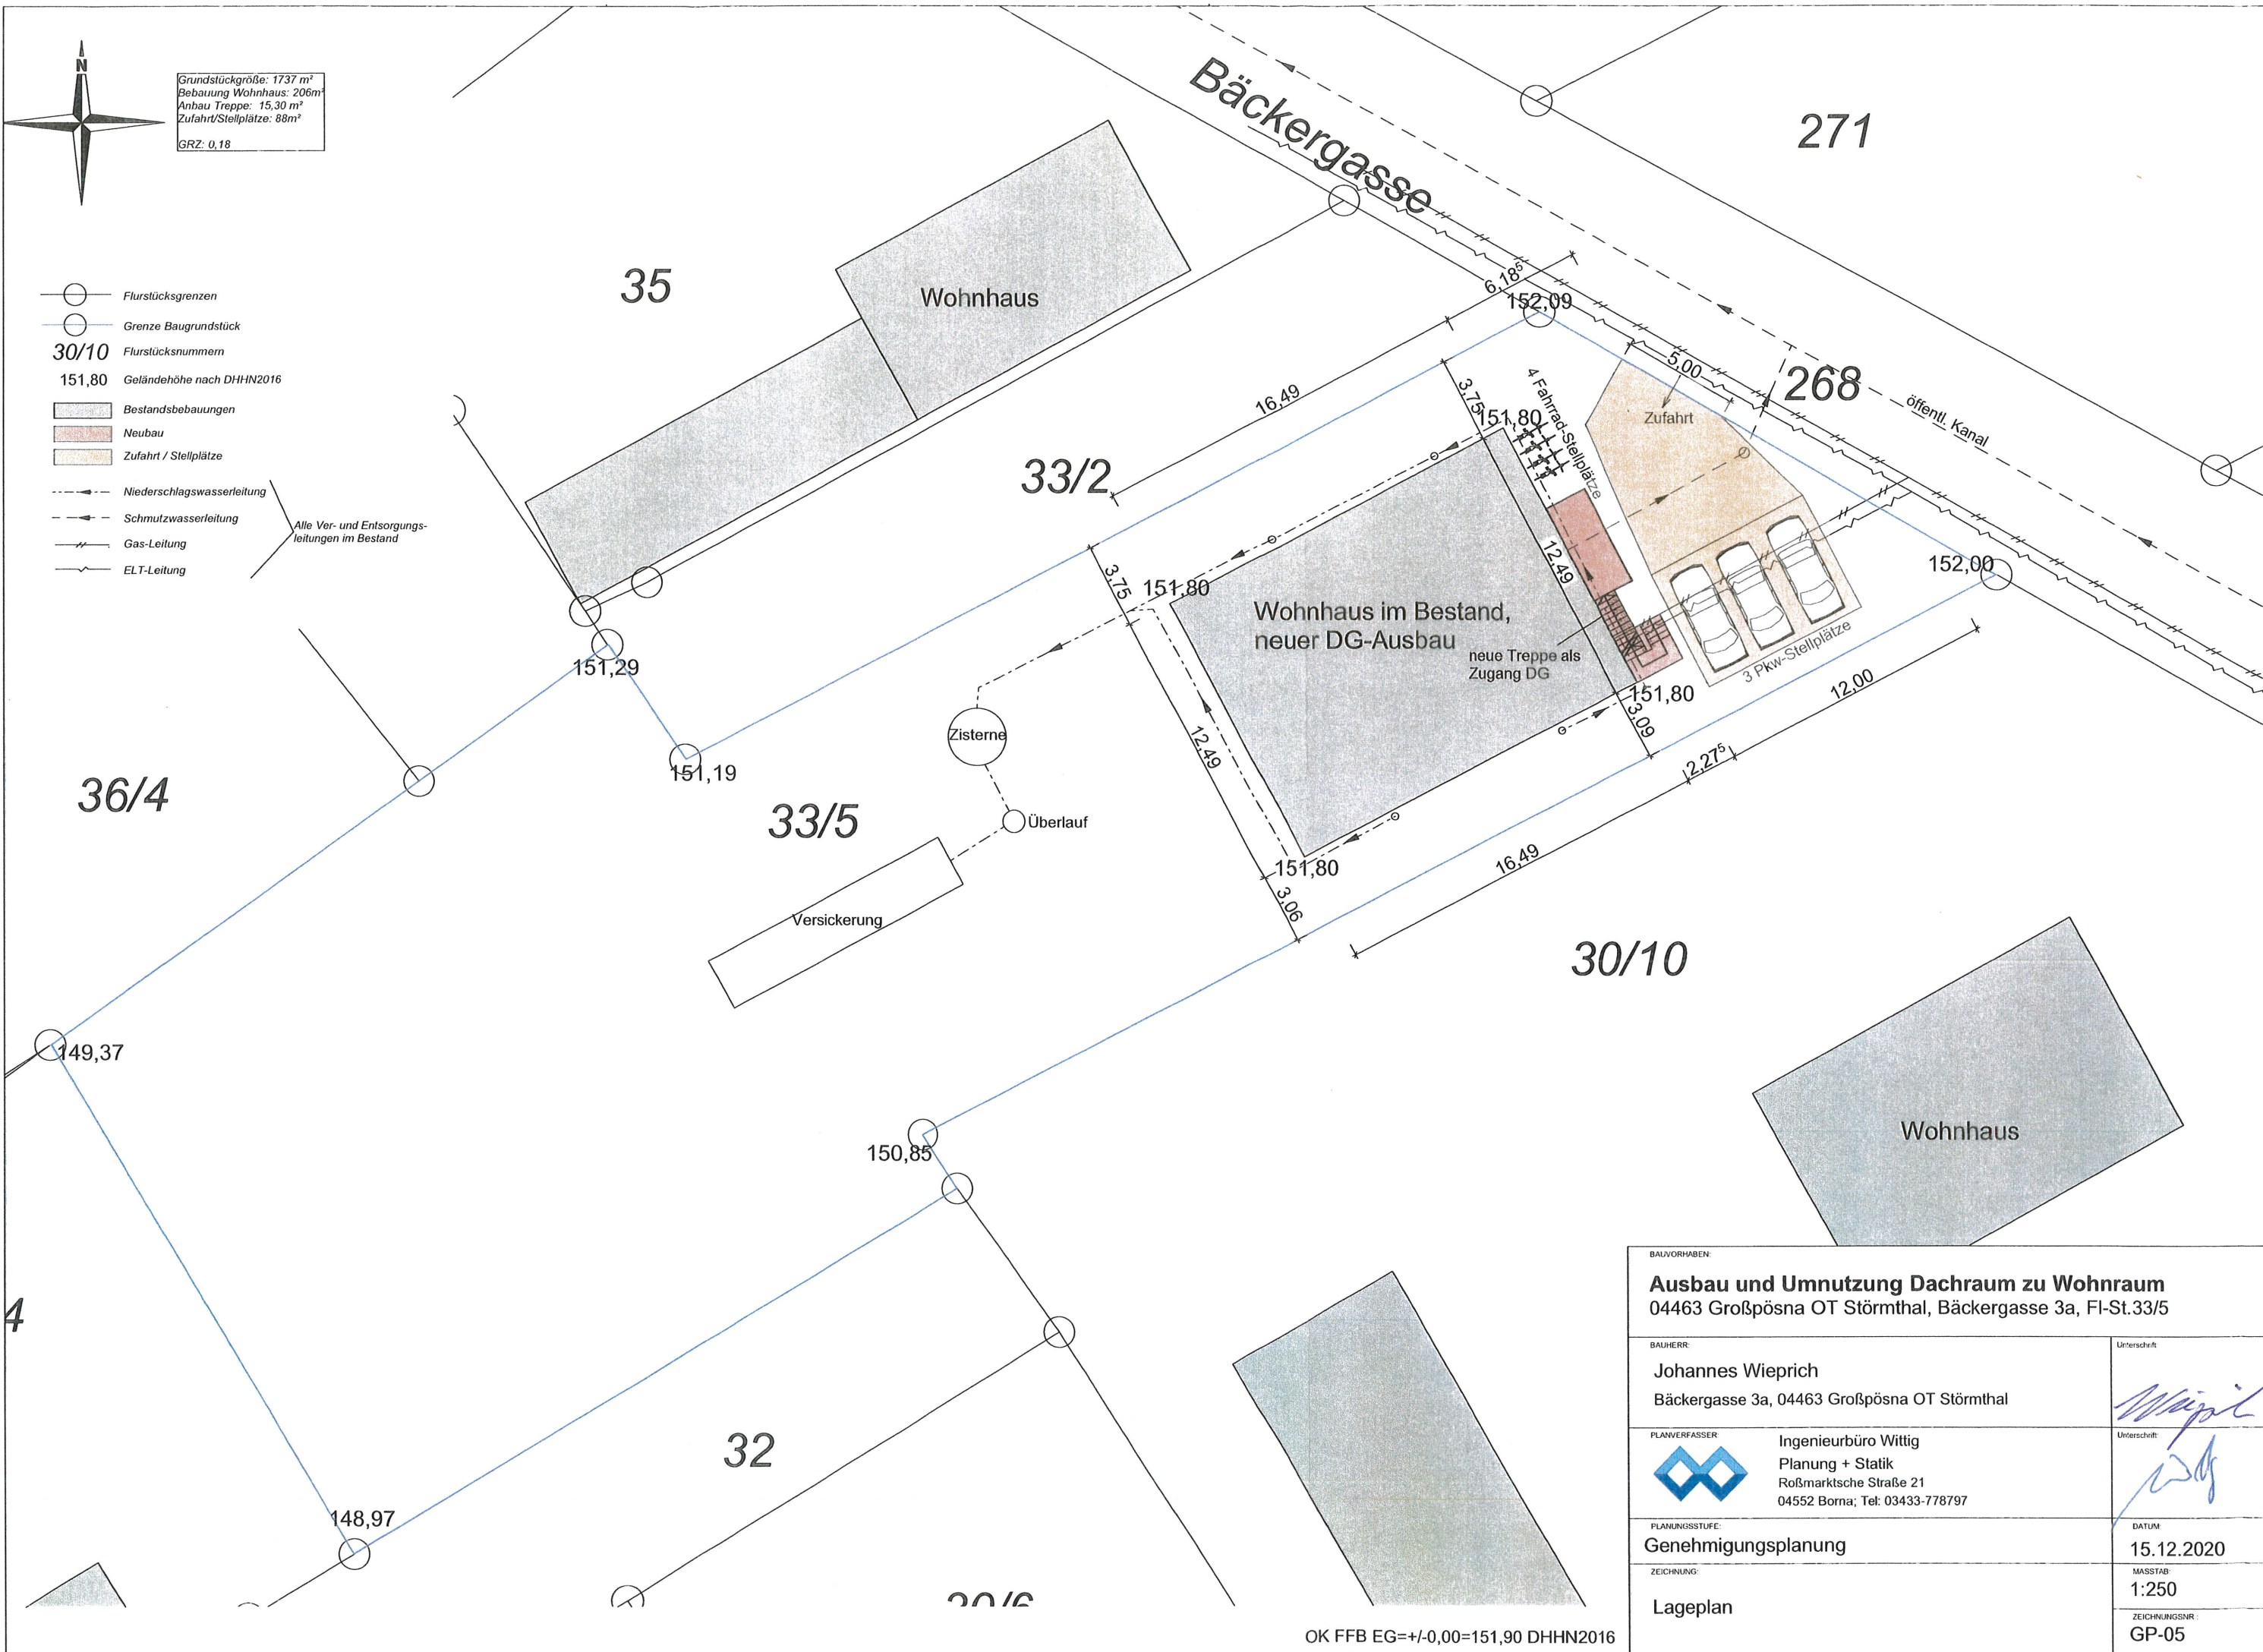 N
Grundstückgröße: 1737 m²
Bebauung Wohnhaus: 206m²
Anbau Treppe: 15,30 m²
Zufahrt/Stellplätze: 88m²
GRZ: 0,18
Flurstücksgrenzen
Grenze Baugrundstück
30/10 Flurstücksnummern
151,80 Geländehöhe nach DHHN2016
Bestandsbebauungen
Neubau
Zufahrt / Stellplätze
Niederschlagswasserleitung
Schmutzwasserleitung
Gas-Leitung
ELT-Leitung
Alle Ver- und Entsorgungs-
leitungen im Bestand
Bäckergasse
271
35
Wohnhaus
6,18⁵
152,09
268
öffentl. Kanal
5,00
Zufahrt
4 Fahrrad-Stellplätze
16,49
3,75
151,80
33/2
12,49
152,00
3,75
151,80
Wohnhaus im Bestand,
neuer DG-Ausbau
neue Treppe als
Zugang DG
3 Pkw-Stellplätze
151,80
12,00
3,09
2,27⁵
151,29
151,19
Zisterne
12,49
36/4
33/5
Überlauf
151,80
16,49
3,06
Versickerung
30/10
149,37
150,85
Wohnhaus
4
32
148,97
30/6
OK FFB EG=+/-0,00=151,90 DHHN2016
BAUVORHABEN:
Ausbau und Umnutzung Dachraum zu Wohnraum
04463 Großpösna OT Störmthal, Bäckergasse 3a, Fl-St.33/5
BAUHERR:
Unterschrift:
Johannes Wieprich
Bäckergasse 3a, 04463 Großpösna OT Störmthal
PLANVERFASSER:
Unterschrift:
Ingenieurbüro Wittig
Planung + Statik
Roßmarktsche Straße 21
04552 Borna; Tel: 03433-778797
PLANUNGSSTUFE:
Genehmigungsplanung
DATUM:
15.12.2020
ZEICHNUNG:
Lageplan
MASSTAB:
1:250
ZEICHNUNGSNR.:
GP-05